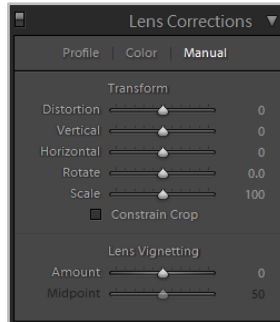 Lens Corrections
Profile | Color | Manual
Transform
Distortion 0
Vertical 0
Horizontal 0
Rotate 0.0
Scale 100
Constrain Crop
Lens Vignetting
Amount 0
Midpoint 50